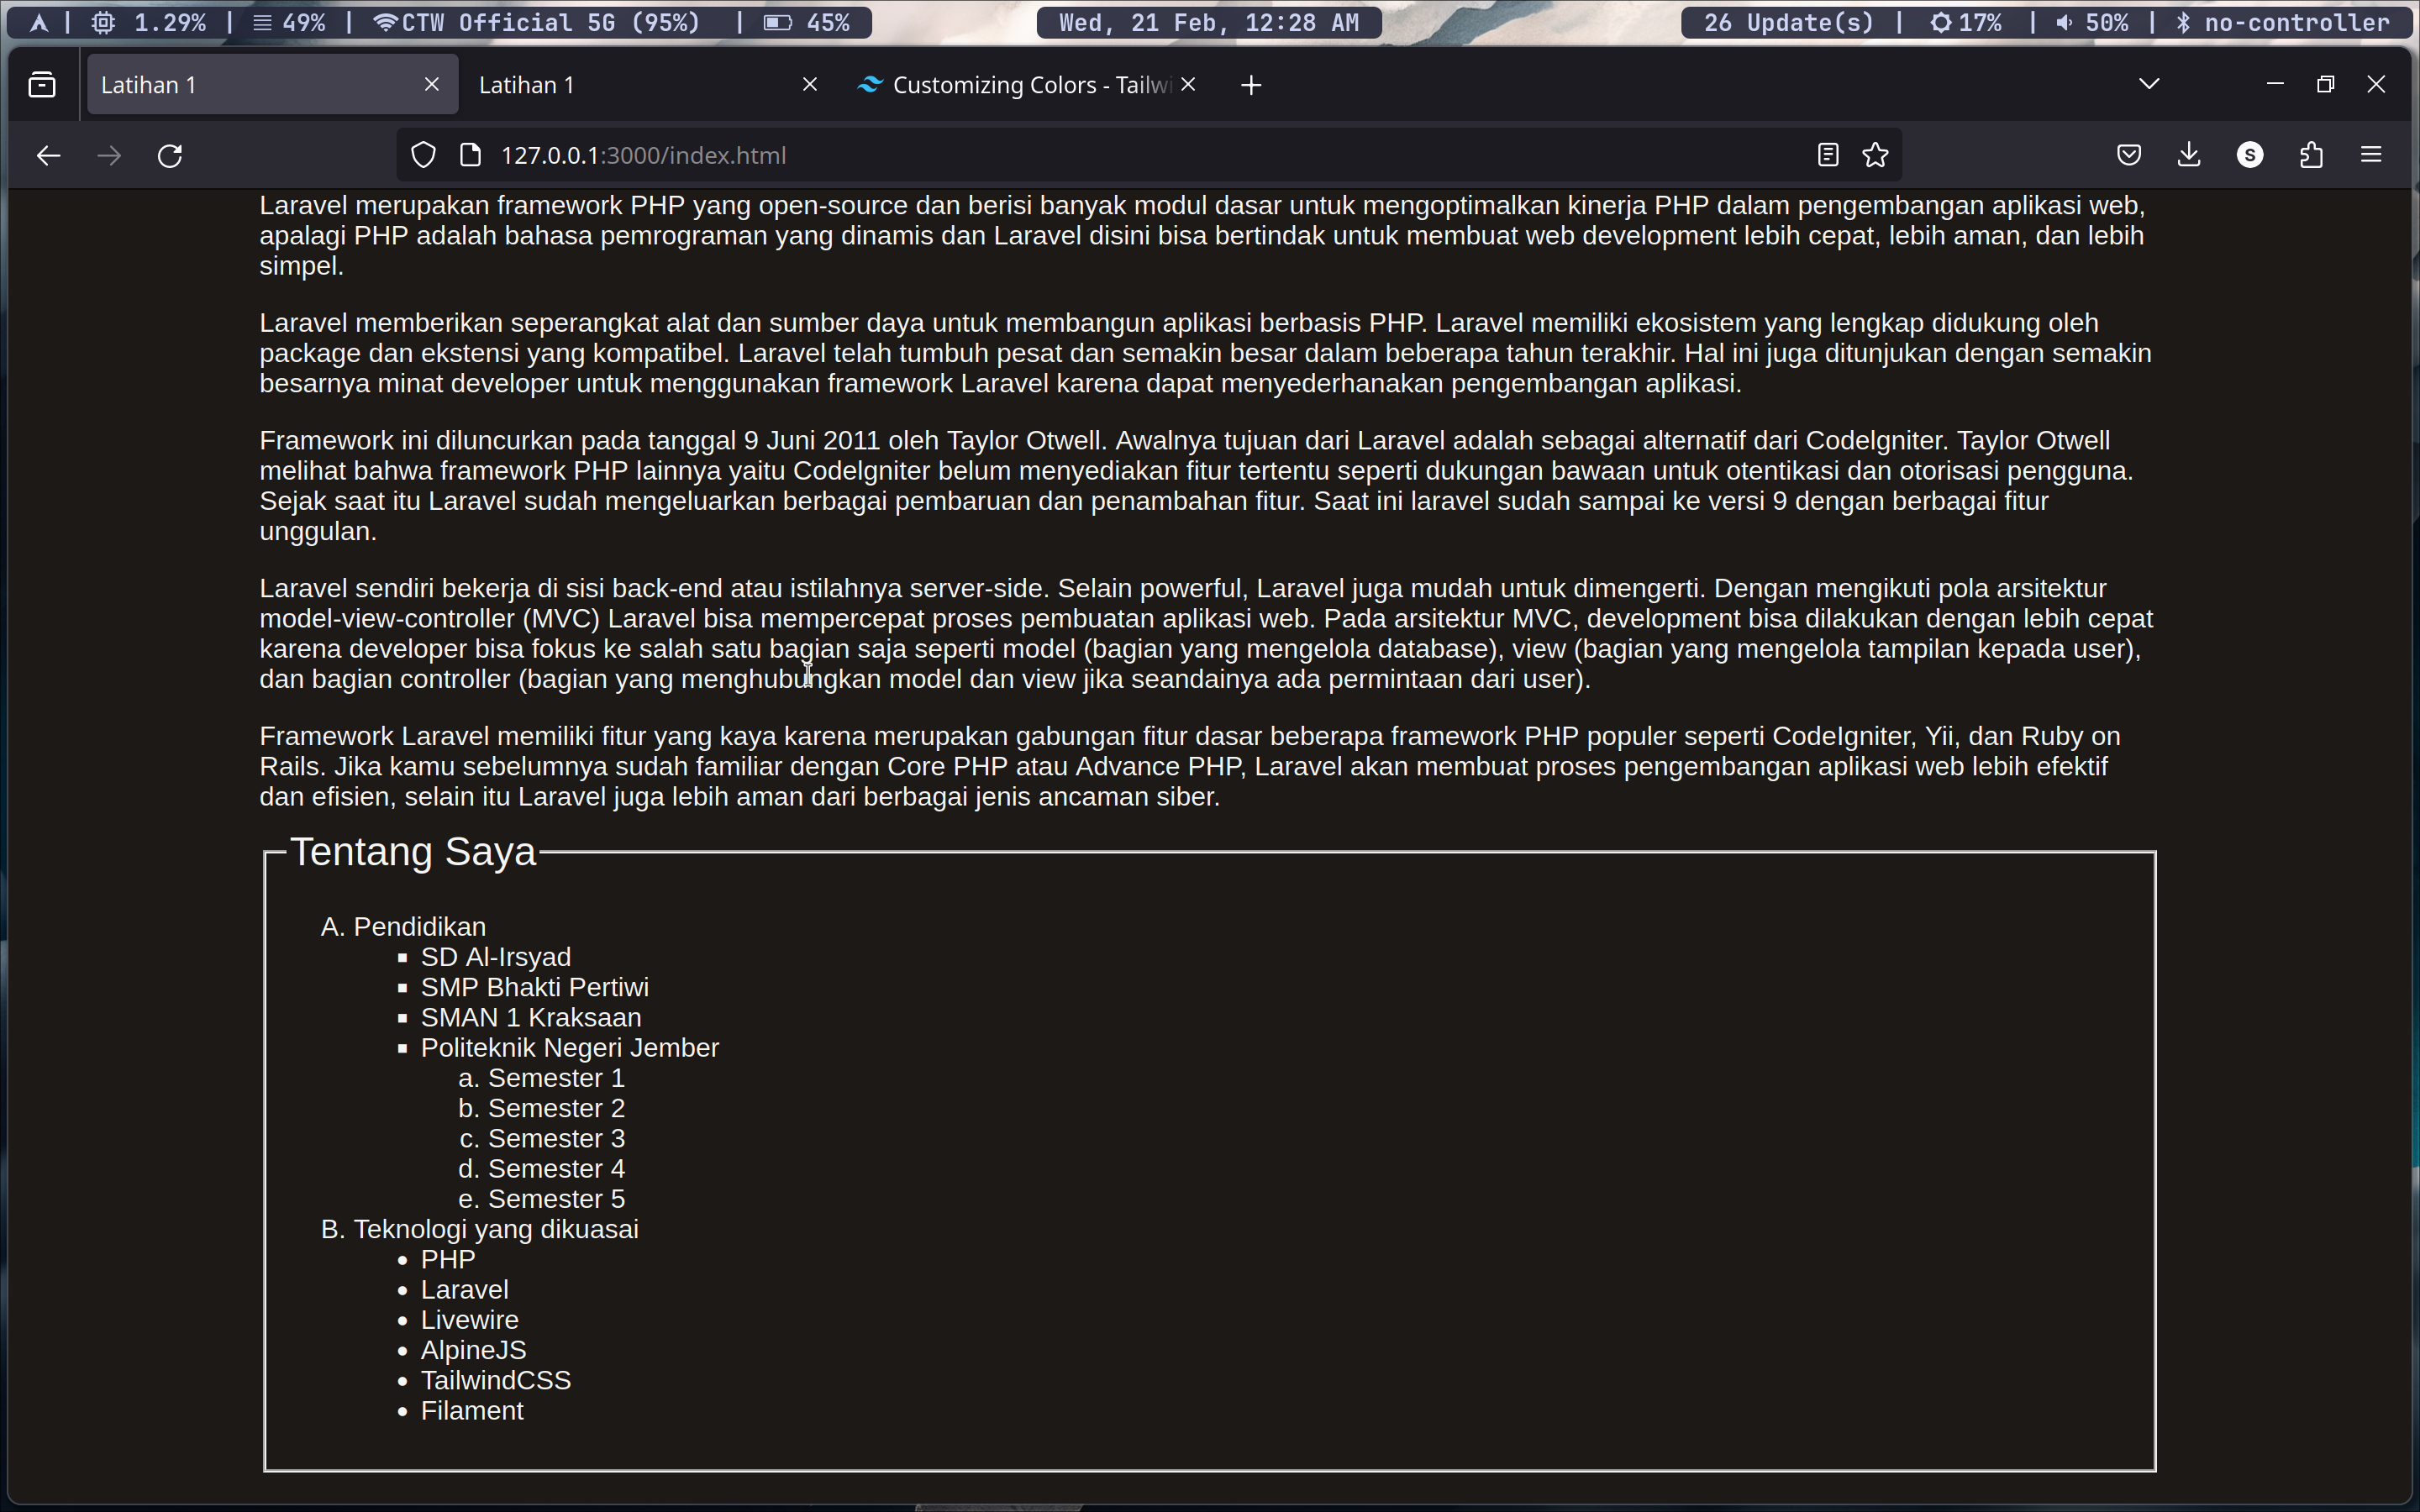 1.29% | 49% | CTW Official 5G (95%) | 45%
Wed, 21 Feb, 12:28 AM
26 Update(s) | 17% | 50% | no-controller
Latihan 1
Latihan 1
Customizing Colors - Tailwi
127.0.0.1:3000/index.html
S
Laravel merupakan framework PHP yang open-source dan berisi banyak modul dasar untuk mengoptimalkan kinerja PHP dalam pengembangan aplikasi web,
apalagi PHP adalah bahasa pemrograman yang dinamis dan Laravel disini bisa bertindak untuk membuat web development lebih cepat, lebih aman, dan lebih
simpel.
Laravel memberikan seperangkat alat dan sumber daya untuk membangun aplikasi berbasis PHP. Laravel memiliki ekosistem yang lengkap didukung oleh
package dan ekstensi yang kompatibel. Laravel telah tumbuh pesat dan semakin besar dalam beberapa tahun terakhir. Hal ini juga ditunjukan dengan semakin
besarnya minat developer untuk menggunakan framework Laravel karena dapat menyederhanakan pengembangan aplikasi.
Framework ini diluncurkan pada tanggal 9 Juni 2011 oleh Taylor Otwell. Awalnya tujuan dari Laravel adalah sebagai alternatif dari Codelgniter. Taylor Otwell
melihat bahwa framework PHP lainnya yaitu Codelgniter belum menyediakan fitur tertentu seperti dukungan bawaan untuk otentikasi dan otorisasi pengguna.
Sejak saat itu Laravel sudah mengeluarkan berbagai pembaruan dan penambahan fitur. Saat ini laravel sudah sampai ke versi 9 dengan berbagai fitur
unggulan.
Laravel sendiri bekerja di sisi back-end atau istilahnya server-side. Selain powerful, Laravel juga mudah untuk dimengerti. Dengan mengikuti pola arsitektur
model-view-controller (MVC) Laravel bisa mempercepat proses pembuatan aplikasi web. Pada arsitektur MVC, development bisa dilakukan dengan lebih cepat
karena developer bisa fokus ke salah satu bagian saja seperti model (bagian yang mengelola database), view (bagian yang mengelola tampilan kepada user),
dan bagian controller (bagian yang menghubungkan model dan view jika seandainya ada permintaan dari user).
Framework Laravel memiliki fitur yang kaya karena merupakan gabungan fitur dasar beberapa framework PHP populer seperti CodeIgniter, Yii, dan Ruby on
Rails. Jika kamu sebelumnya sudah familiar dengan Core PHP atau Advance PHP, Laravel akan membuat proses pengembangan aplikasi web lebih efektif
dan efisien, selain itu Laravel juga lebih aman dari berbagai jenis ancaman siber.
Tentang Saya
A. Pendidikan
▪ SD Al-Irsyad
▪ SMP Bhakti Pertiwi
▪ SMAN 1 Kraksaan
▪ Politeknik Negeri Jember
a. Semester 1
b. Semester 2
c. Semester 3
d. Semester 4
e. Semester 5
B. Teknologi yang dikuasai
• PHP
• Laravel
• Livewire
• AlpineJS
• TailwindCSS
• Filament